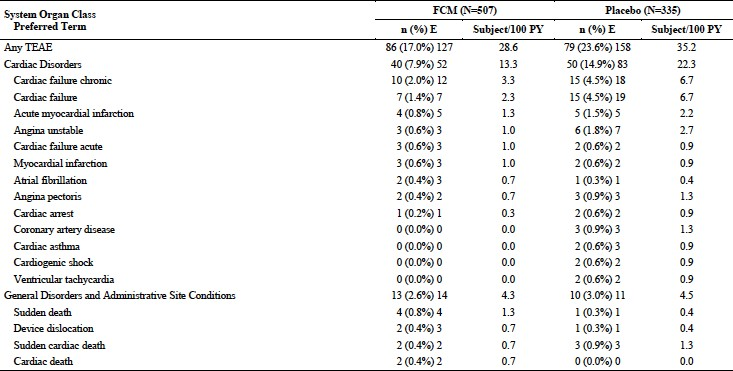 System Organ Class
Preferred Term
FCM (N=507) Placebo (N=335)
n (%) E Subject/100 PY n (%) E Subject/100 PY
Any TEAE 86 (17.0%) 127 28.6 79 (23.6%) 158 35.2
Cardiac Disorders 40 (7.9%) 52 13.3 50 (14.9%) 83 22.3
Cardiac failure chronic 10 (2.0%) 12 3.3 15 (4.5%) 18 6.7
Cardiac failure 7 (1.4%) 7 2.3 15 (4.5%) 19 6.7
Acute myocardial infarction 4 (0.8%) 5 1.3 5 (1.5%) 5 2.2
Angina unstable 3 (0.6%) 3 1.0 6 (1.8%) 7 2.7
Cardiac failure acute 3 (0.6%) 3 1.0 2 (0.6%) 2 0.9
Myocardial infarction 3 (0.6%) 3 1.0 2 (0.6%) 2 0.9
Atrial fibrillation 2 (0.4%) 3 0.7 1 (0.3%) 1 0.4
Angina pectoris 2 (0.4%) 2 0.7 3 (0.9%) 3 1.3
Cardiac arrest 1 (0.2%) 1 0.3 2 (0.6%) 2 0.9
Coronary artery disease 0 (0.0%) 0 0.0 3 (0.9%) 3 1.3
Cardiac asthma 0 (0.0%) 0 0.0 2 (0.6%) 3 0.9
Cardiogenic shock 0 (0.0%) 0 0.0 2 (0.6%) 2 0.9
Ventricular tachycardia 0 (0.0%) 0 0.0 2 (0.6%) 2 0.9
General Disorders and Administrative Site Conditions 13 (2.6%) 14 4.3 10 (3.0%) 11 4.5
Sudden death 4 (0.8%) 4 1.3 1 (0.3%) 1 0.4
Device dislocation 2 (0.4%) 3 0.7 1 (0.3%) 1 0.4
Sudden cardiac death 2 (0.4%) 2 0.7 3 (0.9%) 3 1.3
Cardiac death 2 (0.4%) 2 0.7 0 (0.0%) 0 0.0